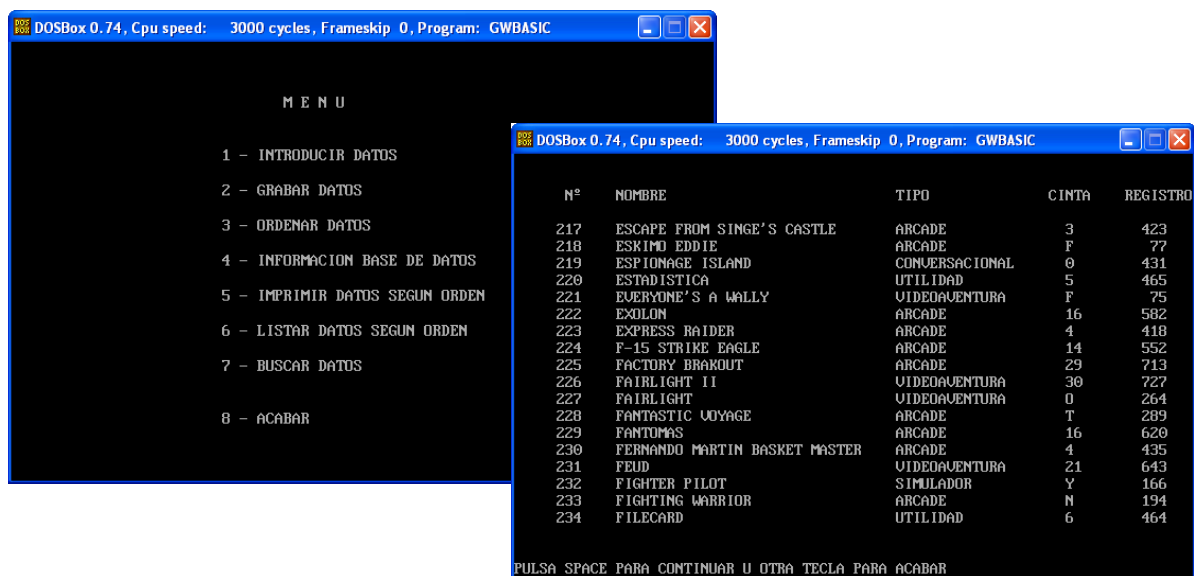 DOSBox 0.74, Cpu speed: 3000 cycles, Frameskip 0, Program: GWBASIC
M E N U
1 - INTRODUCIR DATOS
2 - GRABAR DATOS
3 - ORDENAR DATOS
4 - INFORMACION BASE DE DATOS
5 - IMPRIMIR DATOS SEGUN ORDEN
6 - LISTAR DATOS SEGUN ORDEN
7 - BUSCAR DATOS
8 - ACABAR
DOSBox 0.74, Cpu speed: 3000 cycles, Frameskip 0, Program: GWBASIC
Nº NOMBRE TIPO CINTA REGISTRO
217 ESCAPE FROM SINGE'S CASTLE ARCADE 3 423
218 ESKIMO EDDIE ARCADE F 77
219 ESPIONAGE ISLAND CONVERSACIONAL 0 431
220 ESTADISTICA UTILIDAD 5 465
221 EVERYONE'S A WALLY VIDEOAVENTURA F 75
222 EXOLON ARCADE 16 582
223 EXPRESS RAIDER ARCADE 4 418
224 F-15 STRIKE EAGLE ARCADE 14 552
225 FACTORY BRAKOUT ARCADE 29 713
226 FAIRLIGHT II VIDEOAVENTURA 30 727
227 FAIRLIGHT VIDEOAVENTURA O 264
228 FANTASTIC VOYAGE ARCADE T 289
229 FANTOMAS ARCADE 16 620
230 FERNANDO MARTIN BASKET MASTER ARCADE 4 435
231 FEUD VIDEOAVENTURA 21 643
232 FIGHTER PILOT SIMULADOR Y 166
233 FIGHTING WARRIOR ARCADE N 194
234 FILECARD UTILIDAD 6 464
PULSA SPACE PARA CONTINUAR U OTRA TECLA PARA ACABAR